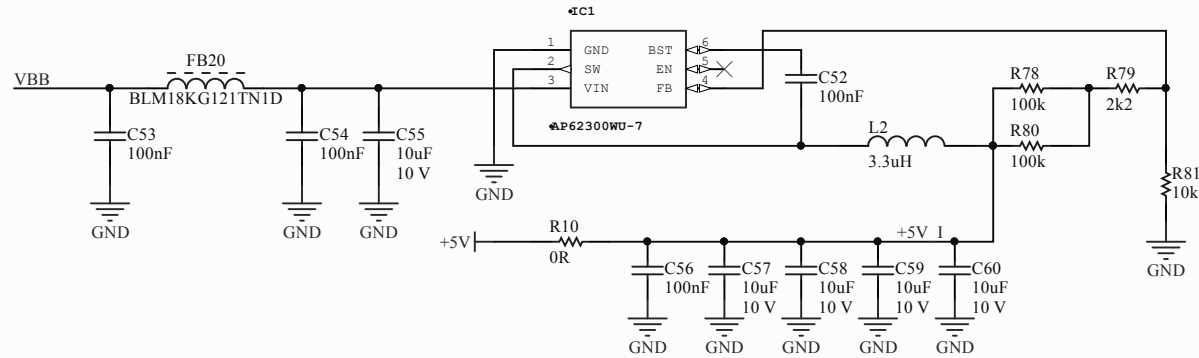 IC1
1 GND BST 6
2 SW EN 5
3 VIN FB 4
AP62300WU-7
VBB
FB20
BLM18KG121TN1D
C53
100nF
GND
C54
100nF
GND
C55
10uF
10 V
GND
GND
C52
100nF
L2
3.3uH
R78
100k
R79
2k2
R80
100k
R81
10k
GND
+5V
R10
0R
+5V_I
C56
100nF
GND
C57
10uF
10 V
GND
C58
10uF
10 V
GND
C59
10uF
10 V
GND
C60
10uF
10 V
GND